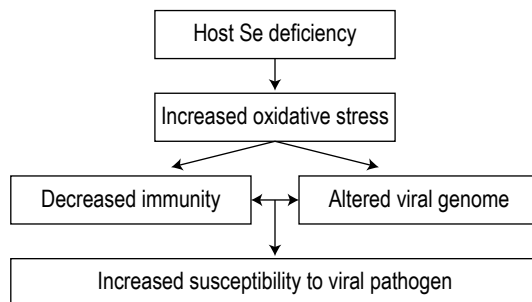 Host Se deficiency
Increased oxidative stress
Decreased immunity
Altered viral genome
Increased susceptibility to viral pathogen